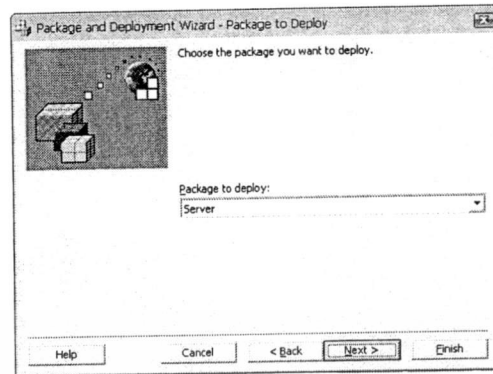 Package and Deployment Wizard - Package to Deploy
Choose the package you want to deploy.
Package to deploy:
Server
Help
Cancel
< Back
Next >
Finish